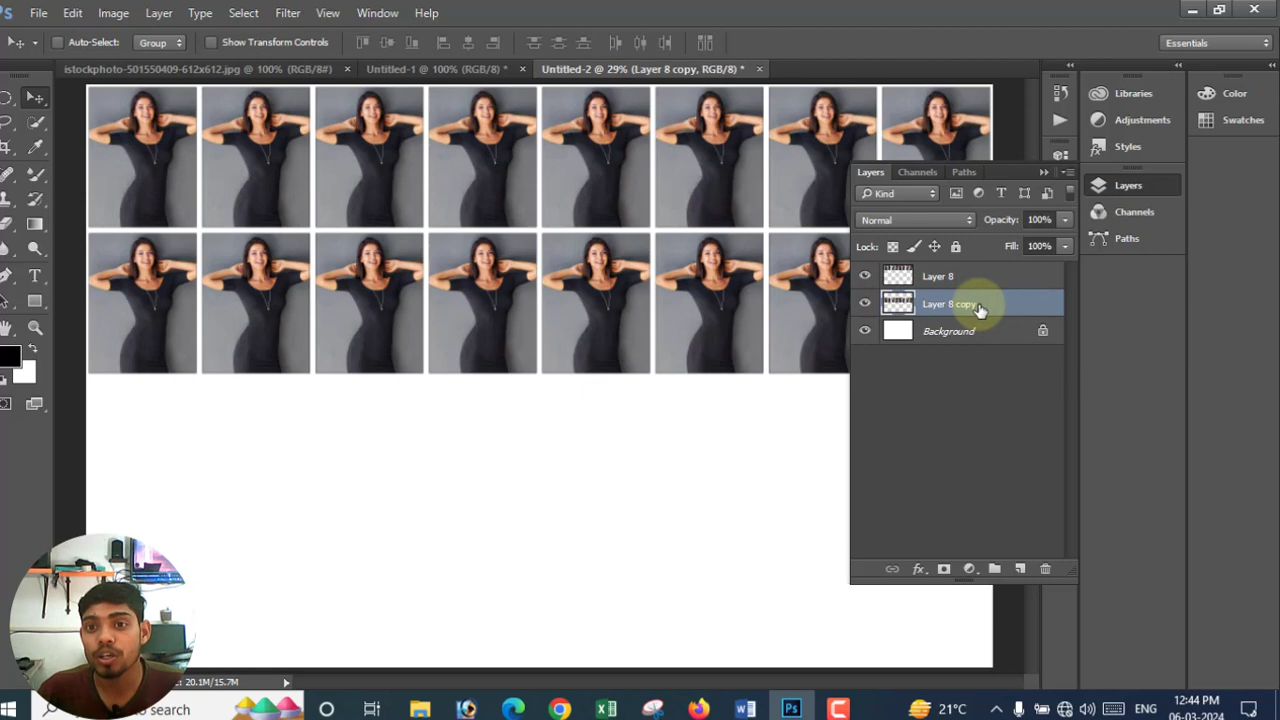 Ps File Edit Image Layer Type Select Filter View Window Help
Auto-Select: Group Show Transform Controls Essentials
istockphoto-501550409-612x612.jpg @ 100% (RGB/8#) × Untitled-1 @ 100% (RGB/8) * × Untitled-2 @ 29% (Layer 8 copy, RGB/8) * ×
Libraries
Adjustments
Styles
Layers
Channels
Paths
Color
Swatches
Layers Channels Paths
Kind
Normal Opacity: 100%
Lock: Fill: 100%
Layer 8
Layer 8 copy
Background
fx
20.1M/15.7M
search
ENG
21°C
12:44 PM
06-03-2024